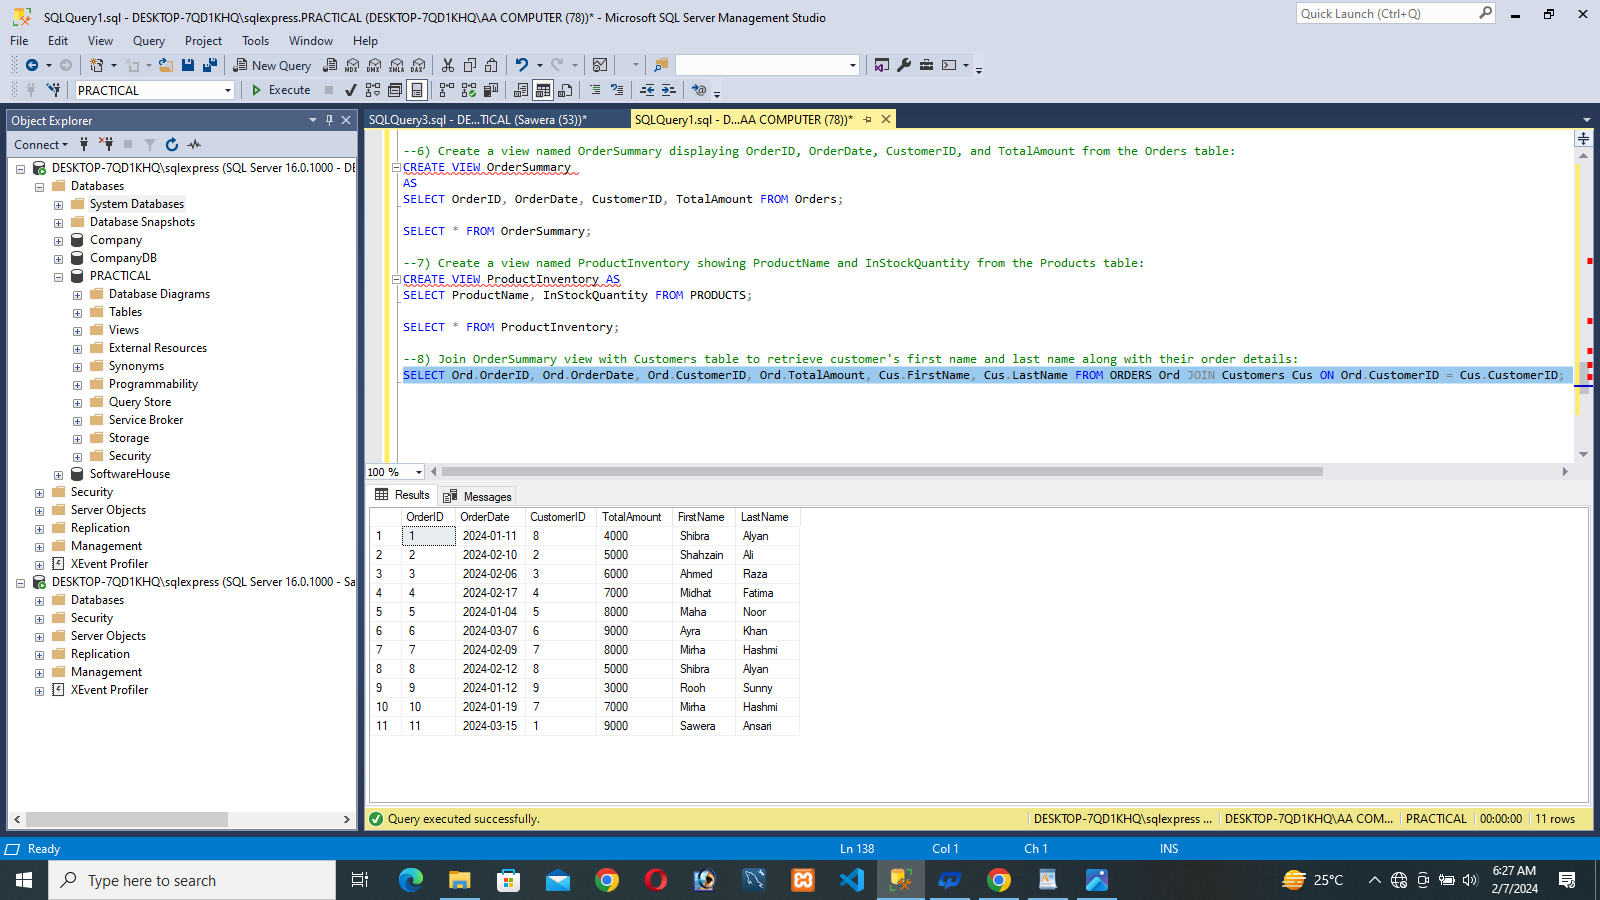 SQLQuery1.sql - DESKTOP-7QD1KHQ\sqlexpress.PRACTICAL (DESKTOP-7QD1KHQ\AA COMPUTER (78))* - Microsoft SQL Server Management Studio
Quick Launch (Ctrl+Q)
File Edit View Query Project Tools Window Help
New Query
MDX DMX XMLA DAX
PRACTICAL
Execute
Object Explorer
SQLQuery3.sql - DE...TICAL (Sawera (53))*
SQLQuery1.sql - D...AA COMPUTER (78))*
Connect
DESKTOP-7QD1KHQ\sqlexpress (SQL Server 16.0.1000 - DE
Databases
System Databases
Database Snapshots
Company
CompanyDB
PRACTICAL
Database Diagrams
Tables
Views
External Resources
Synonyms
Programmability
Query Store
Service Broker
Storage
Security
SoftwareHouse
Security
Server Objects
Replication
Management
XEvent Profiler
DESKTOP-7QD1KHQ\sqlexpress (SQL Server 16.0.1000 - Sa
Databases
Security
Server Objects
Replication
Management
XEvent Profiler
--6) Create a view named OrderSummary displaying OrderID, OrderDate, CustomerID, and TotalAmount from the Orders table:
CREATE VIEW OrderSummary
AS
SELECT OrderID, OrderDate, CustomerID, TotalAmount FROM Orders;
SELECT * FROM OrderSummary;
--7) Create a view named ProductInventory showing ProductName and InStockQuantity from the Products table:
CREATE VIEW ProductInventory AS
SELECT ProductName, InStockQuantity FROM PRODUCTS;
SELECT * FROM ProductInventory;
--8) Join OrderSummary view with Customers table to retrieve customer's first name and last name along with their order details:
SELECT Ord.OrderID, Ord.OrderDate, Ord.CustomerID, Ord.TotalAmount, Cus.FirstName, Cus.LastName FROM ORDERS Ord JOIN Customers Cus ON Ord.CustomerID = Cus.CustomerID;
100 %
Results Messages
OrderID OrderDate CustomerID TotalAmount FirstName LastName
1 1 2024-01-11 8 4000 Shibra Alyan
2 2 2024-02-10 2 5000 Shahzain Ali
3 3 2024-02-06 3 6000 Ahmed Raza
4 4 2024-02-17 4 7000 Midhat Fatima
5 5 2024-01-04 5 8000 Maha Noor
6 6 2024-03-07 6 9000 Ayra Khan
7 7 2024-02-09 7 8000 Mirha Hashmi
8 8 2024-02-12 8 5000 Shibra Alyan
9 9 2024-01-12 9 3000 Rooh Sunny
10 10 2024-01-19 7 7000 Mirha Hashmi
11 11 2024-03-15 1 9000 Sawera Ansari
Query executed successfully.
DESKTOP-7QD1KHQ\sqlexpress ... DESKTOP-7QD1KHQ\AA COM... PRACTICAL 00:00:00 11 rows
Ready
Ln 138 Col 1 Ch 1 INS
Type here to search
25°C
6:27 AM
2/7/2024